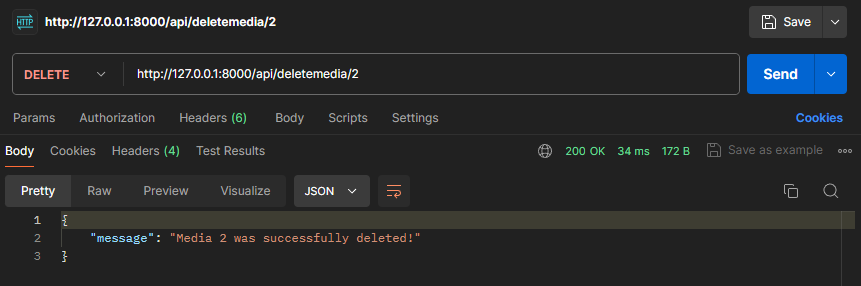 HTTP http://127.0.0.1:8000/api/deletemedia/2 Save
DELETE http://127.0.0.1:8000/api/deletemedia/2 Send
Params Authorization Headers (6) Body Scripts Settings Cookies
Body Cookies Headers (4) Test Results 200 OK 34 ms 172 B Save as example
Pretty Raw Preview Visualize JSON
1 {
2 "message": "Media 2 was successfully deleted!"
3 }